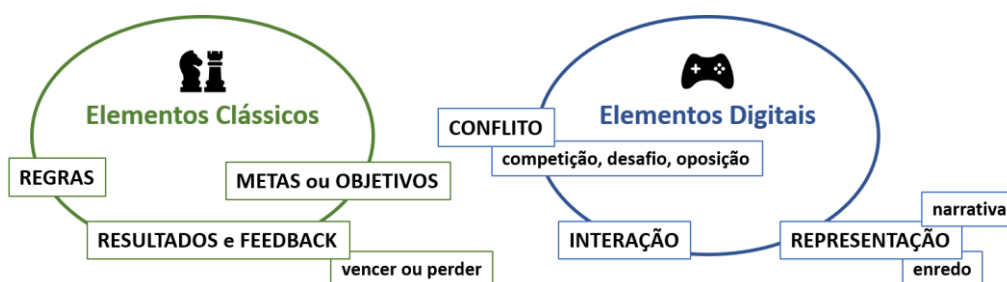 Elementos Clássicos
REGRAS
METAS ou OBJETIVOS
RESULTADOS e FEEDBACK
vencer ou perder
Elementos Digitais
CONFLITO
competição, desafio, oposição
INTERAÇÃO
narrativa
REPRESENTAÇÃO
enredo